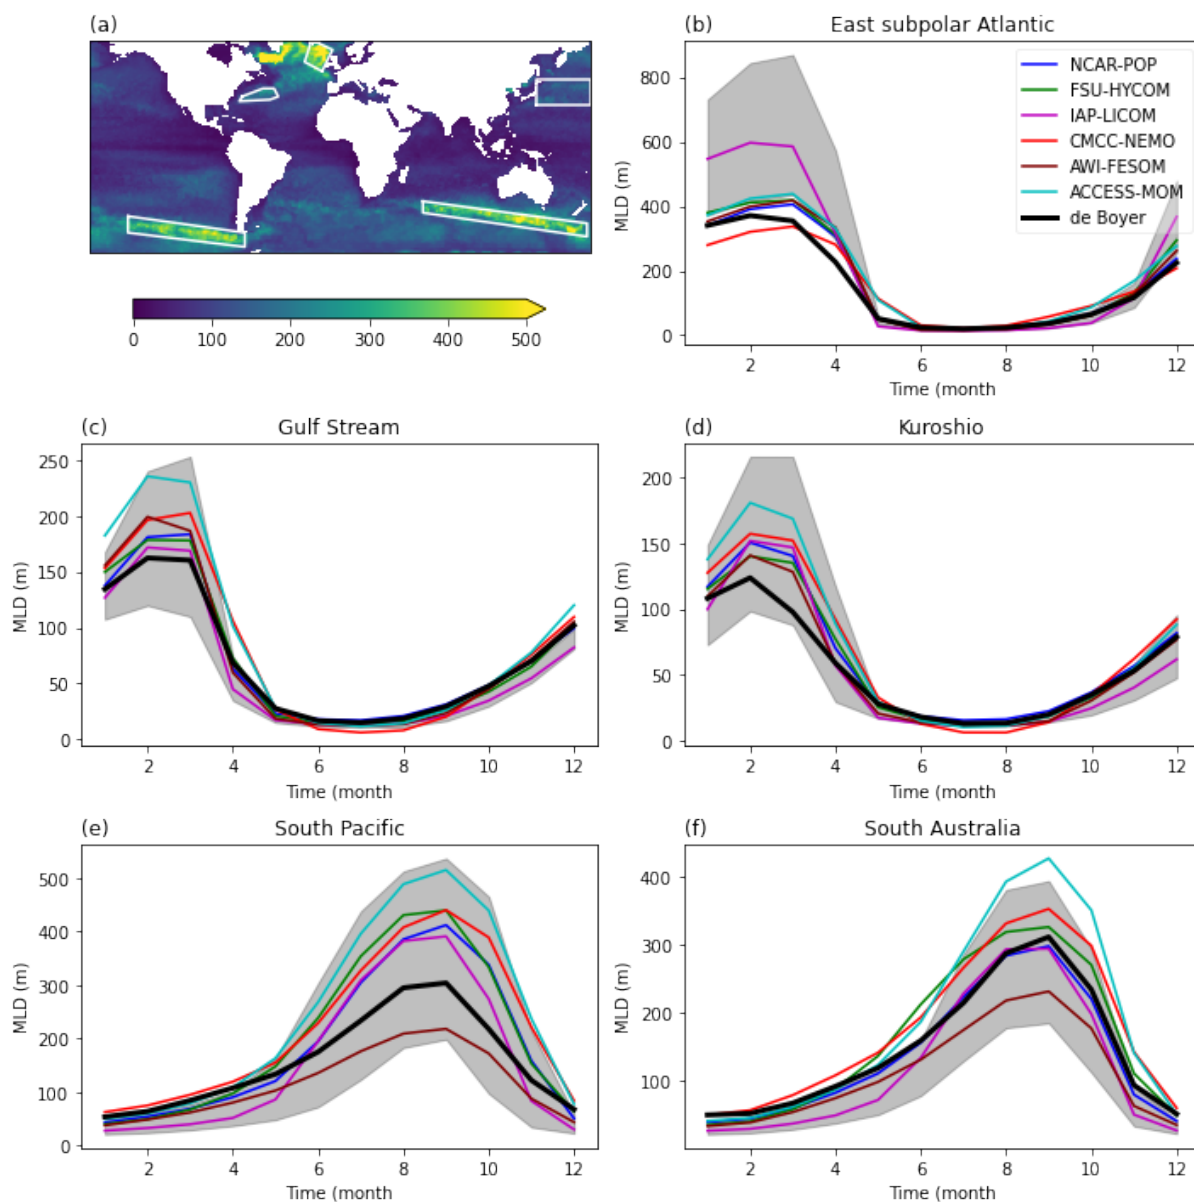 (a)
0 100 200 300 400 500
(b) East subpolar Atlantic
NCAR-POP
FSU-HYCOM
IAP-LICOM
CMCC-NEMO
AWI-FESOM
ACCESS-MOM
de Boyer
MLD (m)
800
600
400
200
0
2 4 6 8 10 12
Time (month
(c) Gulf Stream
MLD (m)
250
200
150
100
50
0
2 4 6 8 10 12
Time (month
(d) Kuroshio
MLD (m)
200
150
100
50
0
2 4 6 8 10 12
Time (month
(e) South Pacific
MLD (m)
500
400
300
200
100
0
2 4 6 8 10 12
Time (month
(f) South Australia
MLD (m)
400
300
200
100
2 4 6 8 10 12
Time (month